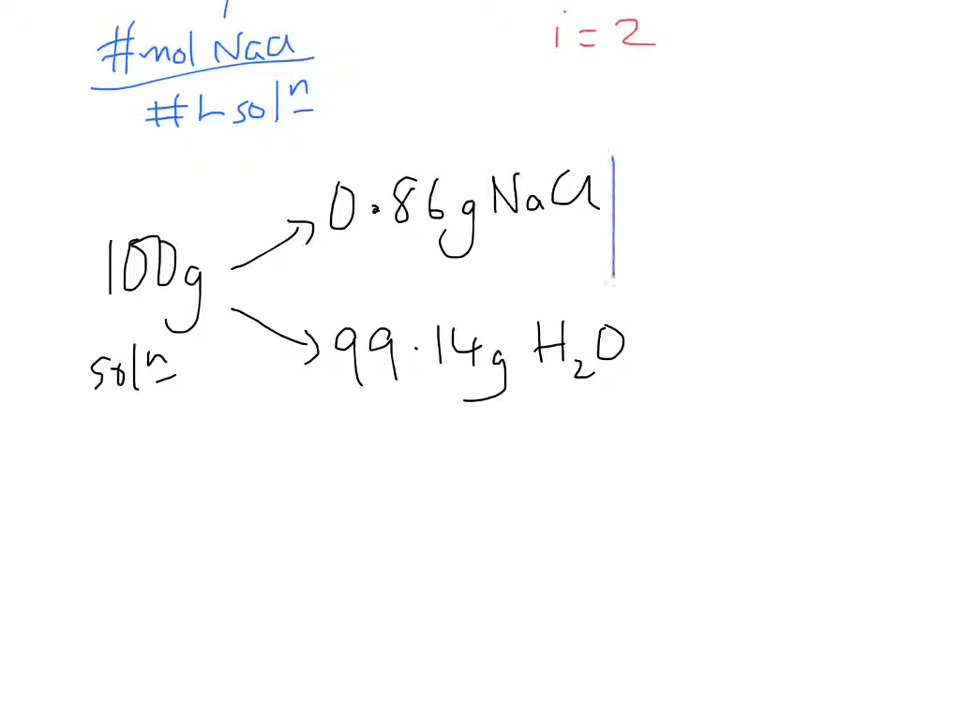 #mol NaCl
#L solⁿ
i = 2
0.86g NaCl
100g
solⁿ
99.14g H₂O